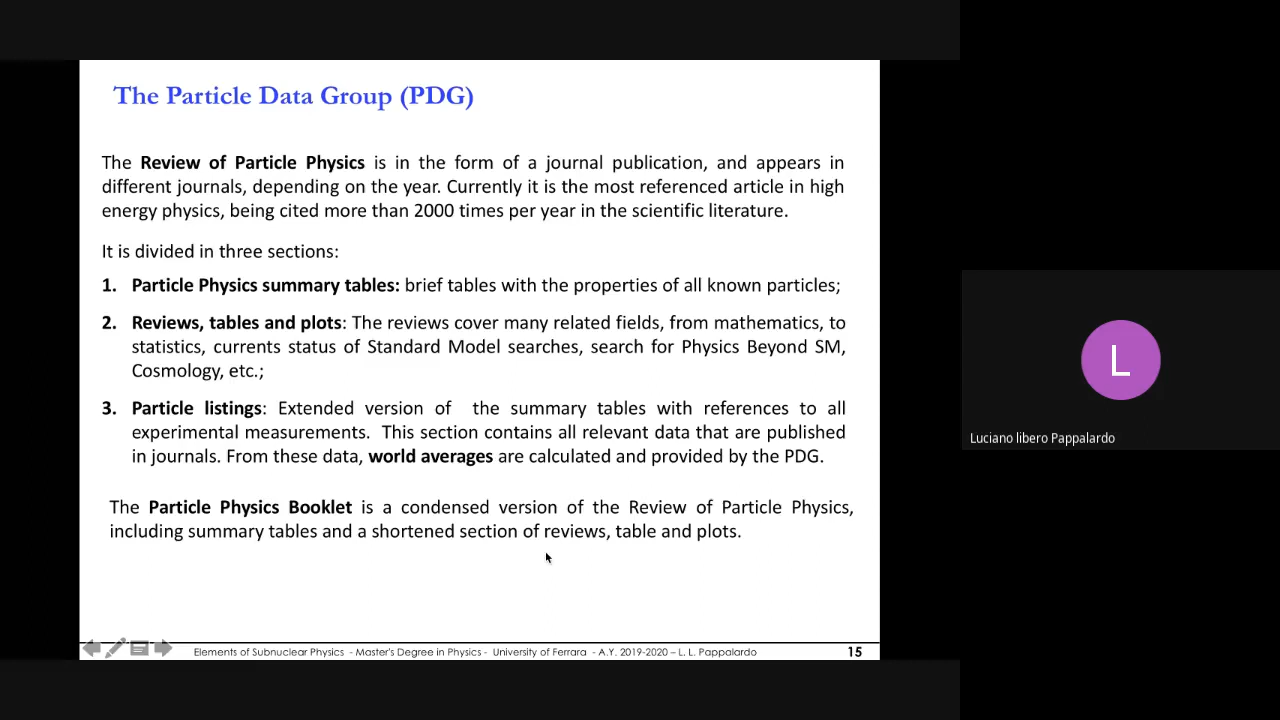 The Particle Data Group (PDG)
The Review of Particle Physics is in the form of a journal publication, and appears in
different journals, depending on the year. Currently it is the most referenced article in high
energy physics, being cited more than 2000 times per year in the scientific literature.
It is divided in three sections:
1. Particle Physics summary tables: brief tables with the properties of all known particles;
2. Reviews, tables and plots: The reviews cover many related fields, from mathematics, to
statistics, currents status of Standard Model searches, search for Physics Beyond SM,
Cosmology, etc.;
3. Particle listings: Extended version of the summary tables with references to all
experimental measurements. This section contains all relevant data that are published
in journals. From these data, world averages are calculated and provided by the PDG.
The Particle Physics Booklet is a condensed version of the Review of Particle Physics,
including summary tables and a shortened section of reviews, table and plots.
Elements of Subnuclear Physics - Master's Degree in Physics - University of Ferrara - A.Y. 2019-2020 – L. L. Pappalardo 15
L
Luciano libero Pappalardo